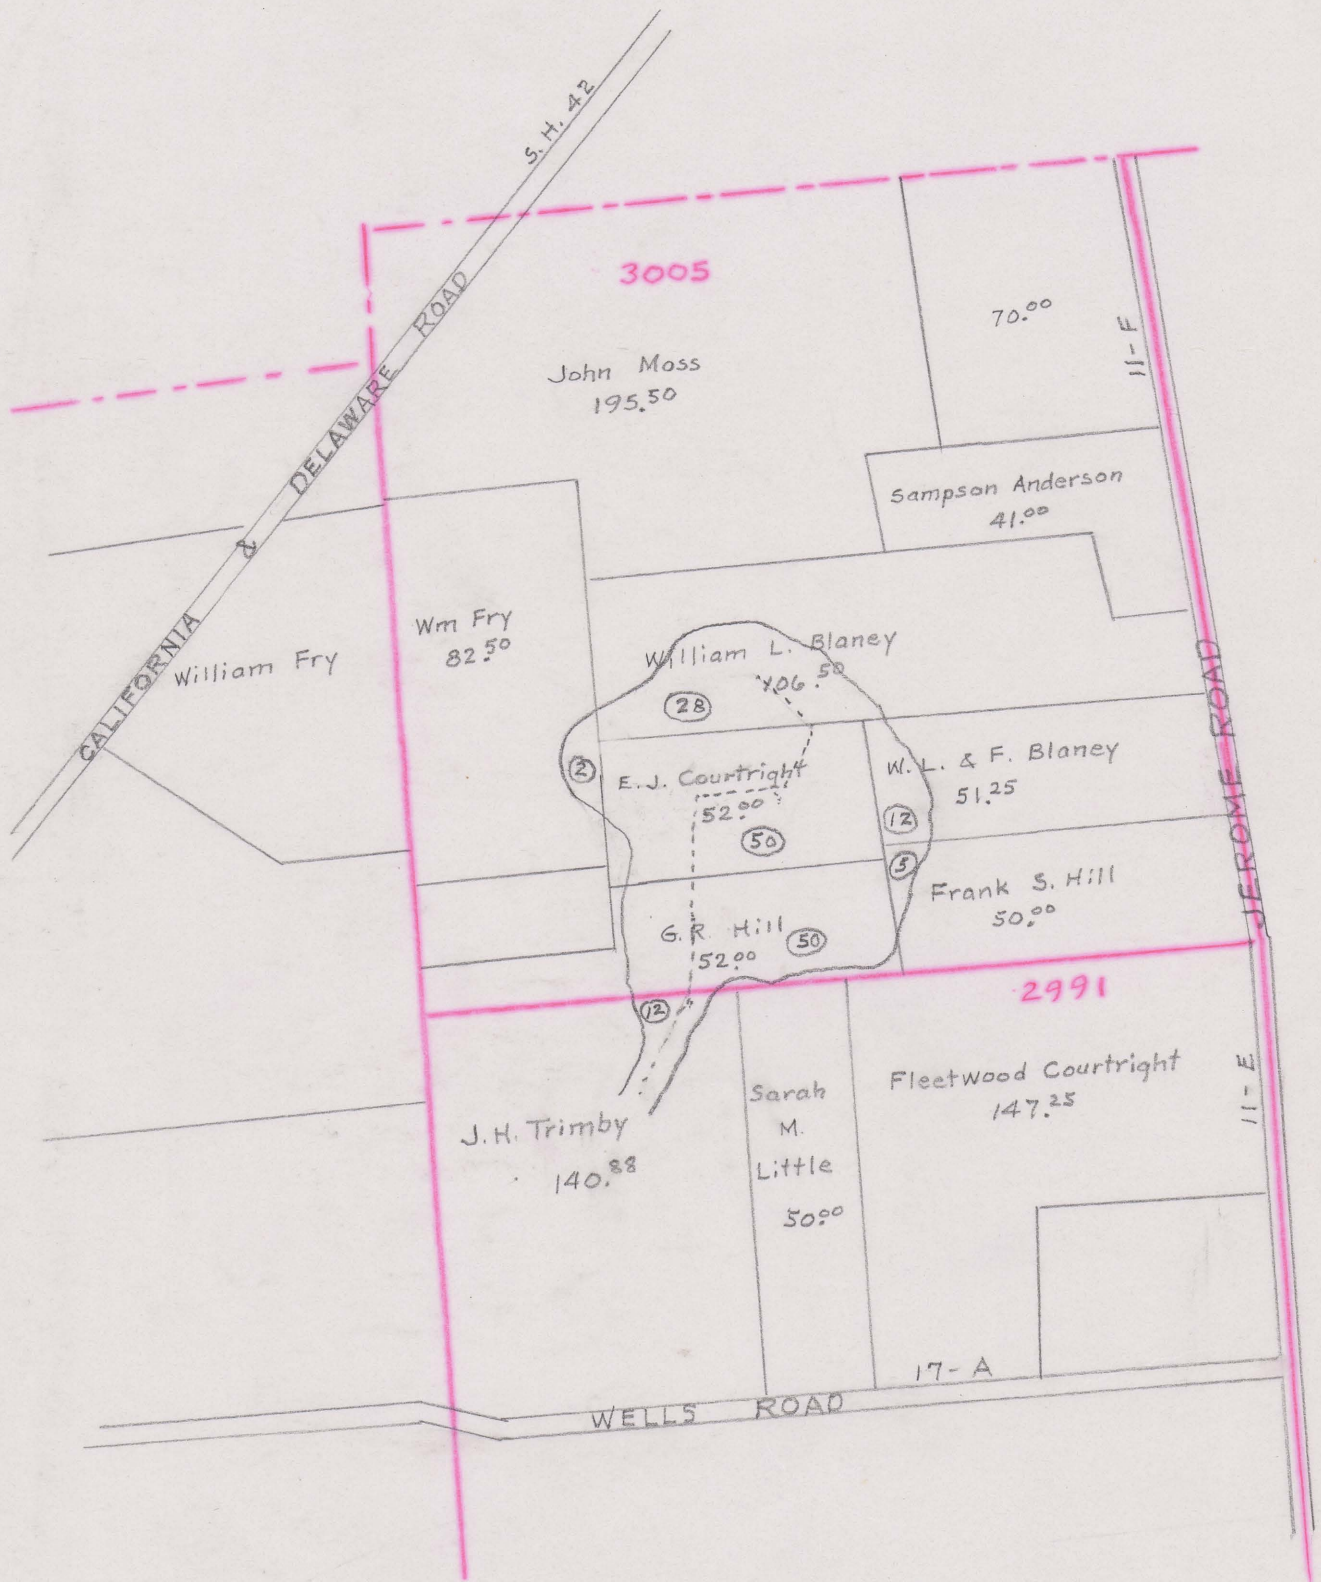 S. H. 42
CALIFORNIA & DELAWARE ROAD
3005
70.00
11-F
John Moss
195.50
Sampson Anderson
41.00
Wm Fry
82.50
William Fry
William L. Blaney
106.50
28
2
E. J. Courtright
52.00
50
W. L. & F. Blaney
51.25
12
5
Frank S. Hill
50.00
G. R. Hill
50
52.00
JEROME ROAD
2991
12
Fleetwood Courtright
147.25
11-E
Sarah
M.
Little
50.00
J. H. Trimby
140.88
17-A
WELLS ROAD